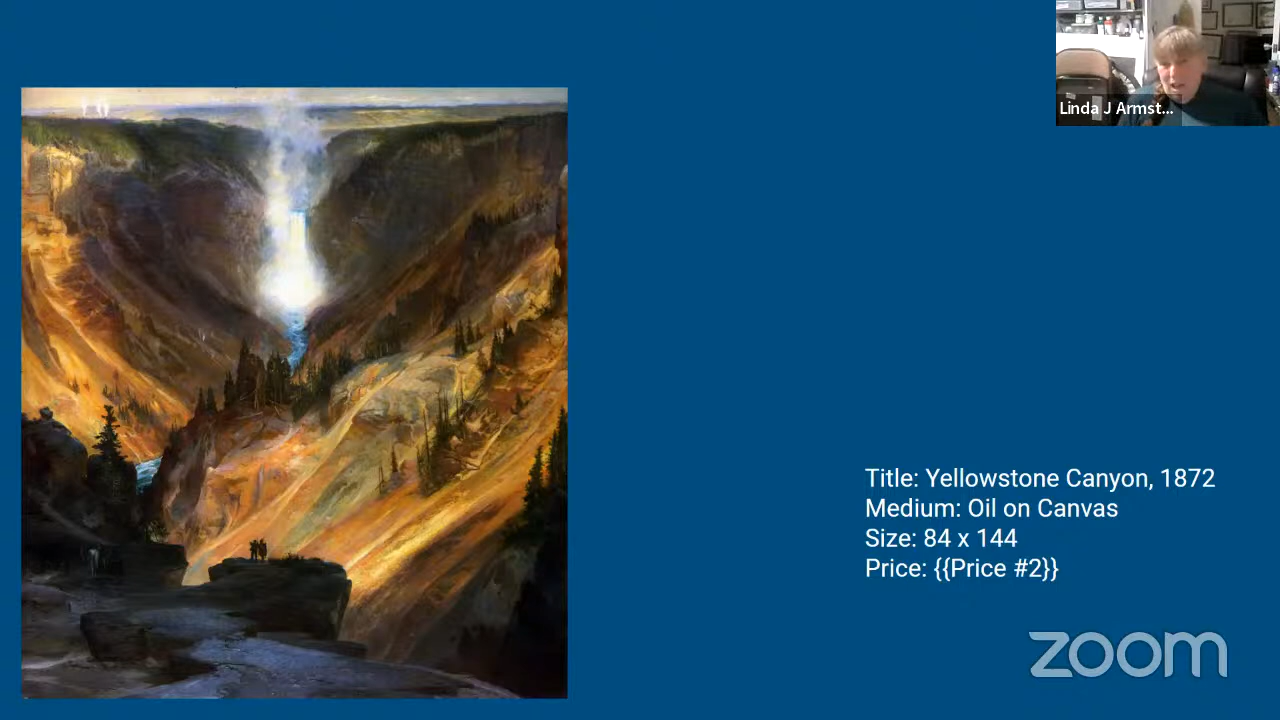 Linda J Armst...
Title: Yellowstone Canyon, 1872
Medium: Oil on Canvas
Size: 84 x 144
Price: {{Price #2}}
zoom